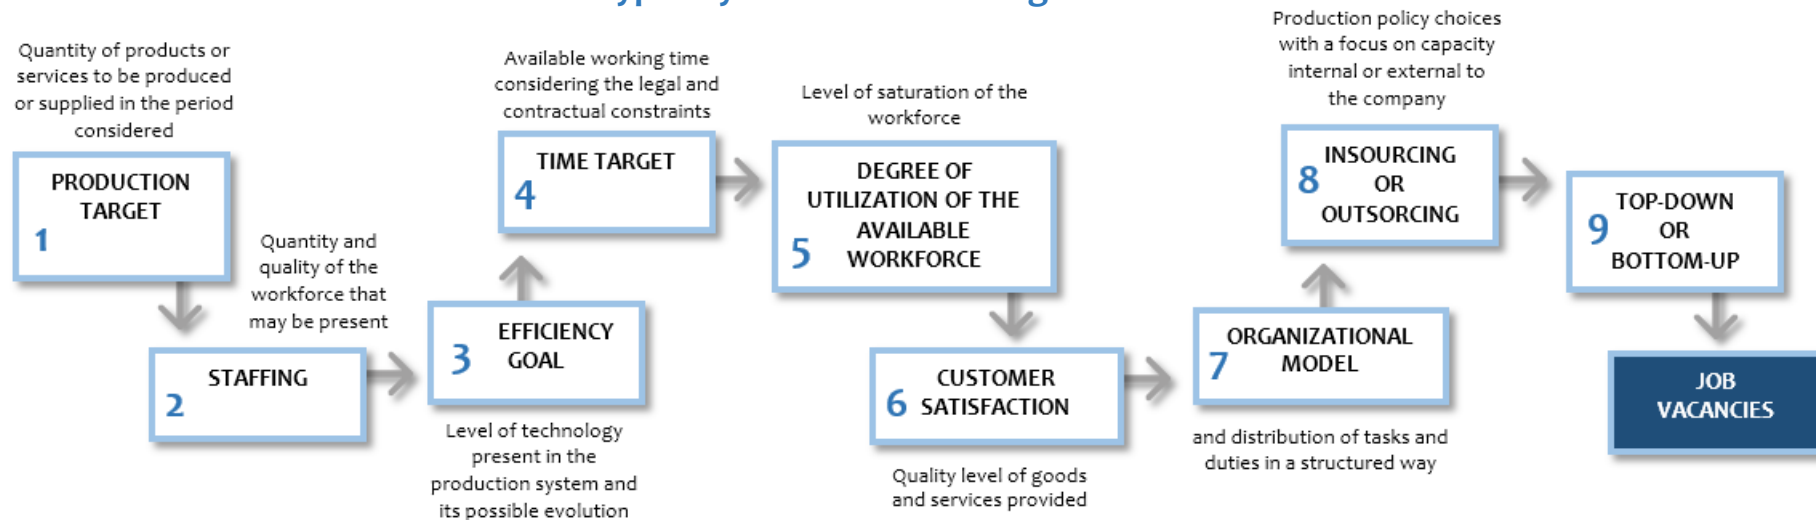 Quantity of products or
services to be produced
or supplied in the period
considered
PRODUCTION
TARGET
1
Quantity and
quality of the
workforce that
may be present
STAFFING
2
EFFICIENCY
GOAL
3
Level of technology
present in the
production system and
its possible evolution
Available working time
considering the legal and
contractual constraints
TIME TARGET
4
Level of saturation of the
workforce
DEGREE OF
UTILIZATION OF THE
AVAILABLE
WORKFORCE
5
CUSTOMER
SATISFACTION
6
Quality level of goods
and services provided
ORGANIZATIONAL
MODEL
7
and distribution of tasks and
duties in a structured way
Production policy choices
with a focus on capacity
internal or external to
the company
INSOURCING
OR
OUTSORCING
8
TOP-DOWN
OR
BOTTOM-UP
9
JOB
VACANCIES